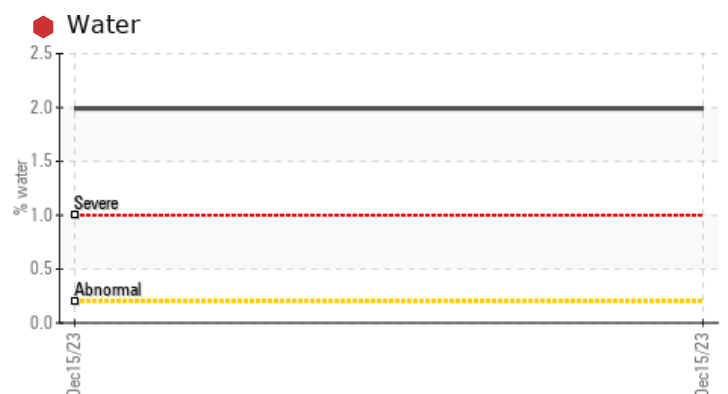 Water
2.5
2.0
1.5
1.0
0.5
0.0
% water
Severe
Abnormal
Dec15/23
Dec15/23